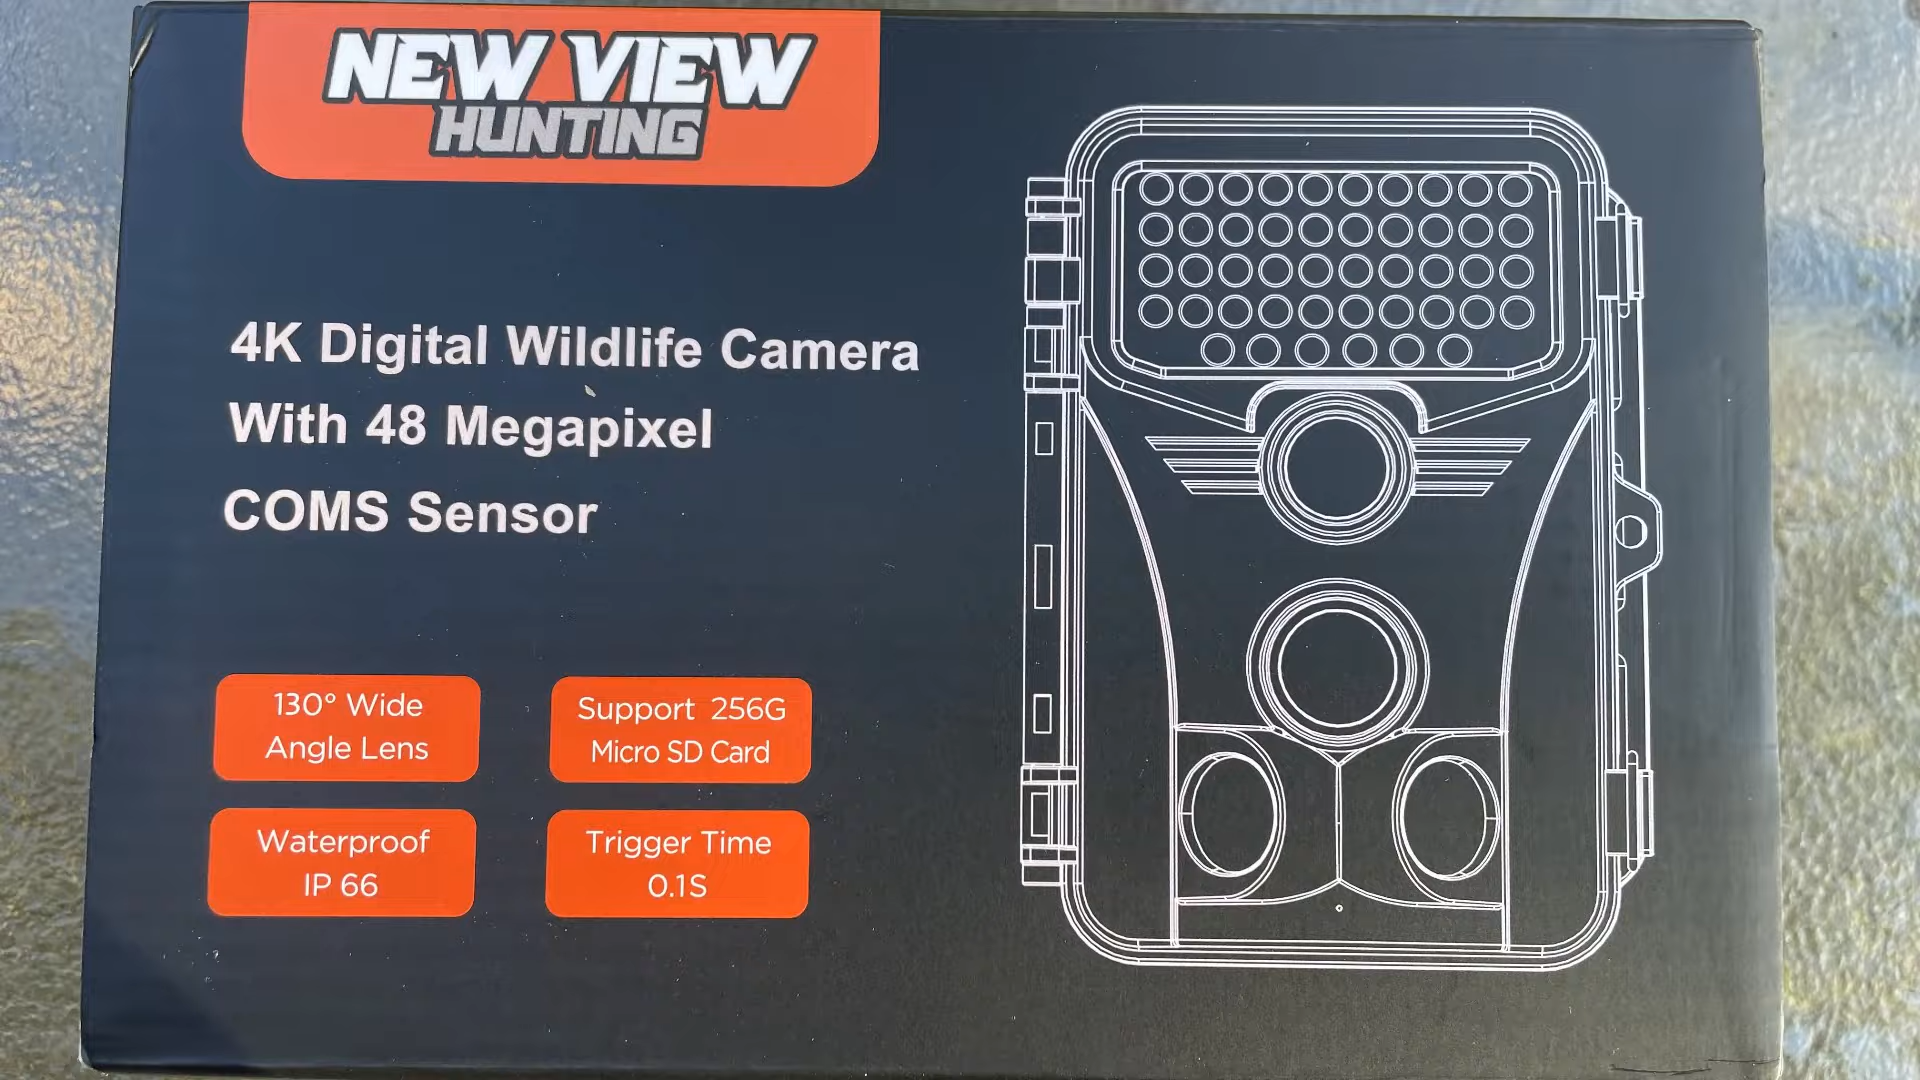 NEW VIEW
HUNTING
4K Digital Wildlife Camera
With 48 Megapixel
COMS Sensor
130° Wide
Angle Lens
Support 256G
Micro SD Card
Waterproof
IP 66
Trigger Time
0.1S